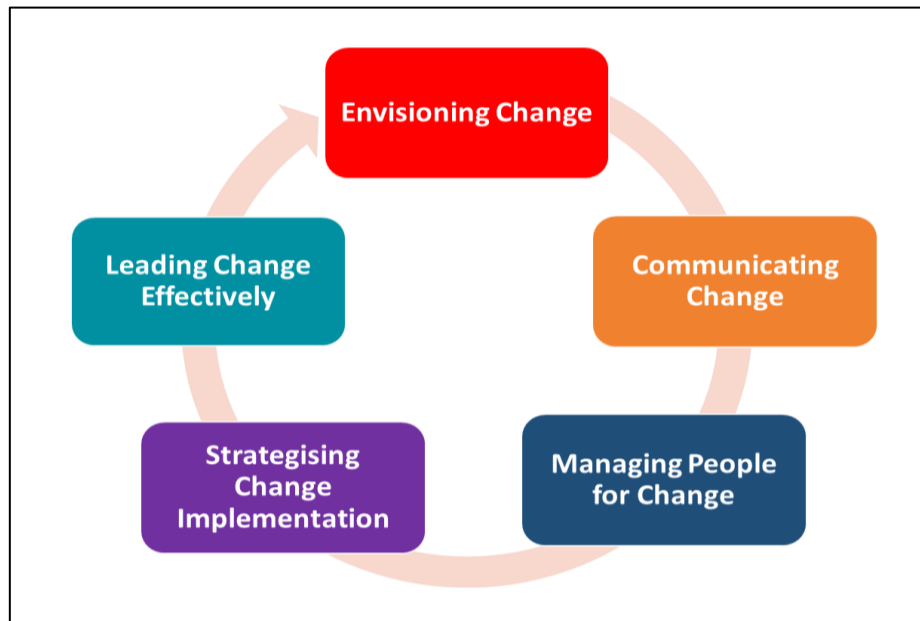 Envisioning Change
Communicating
Change
Managing People
for Change
Strategising
Change
Implementation
Leading Change
Effectively